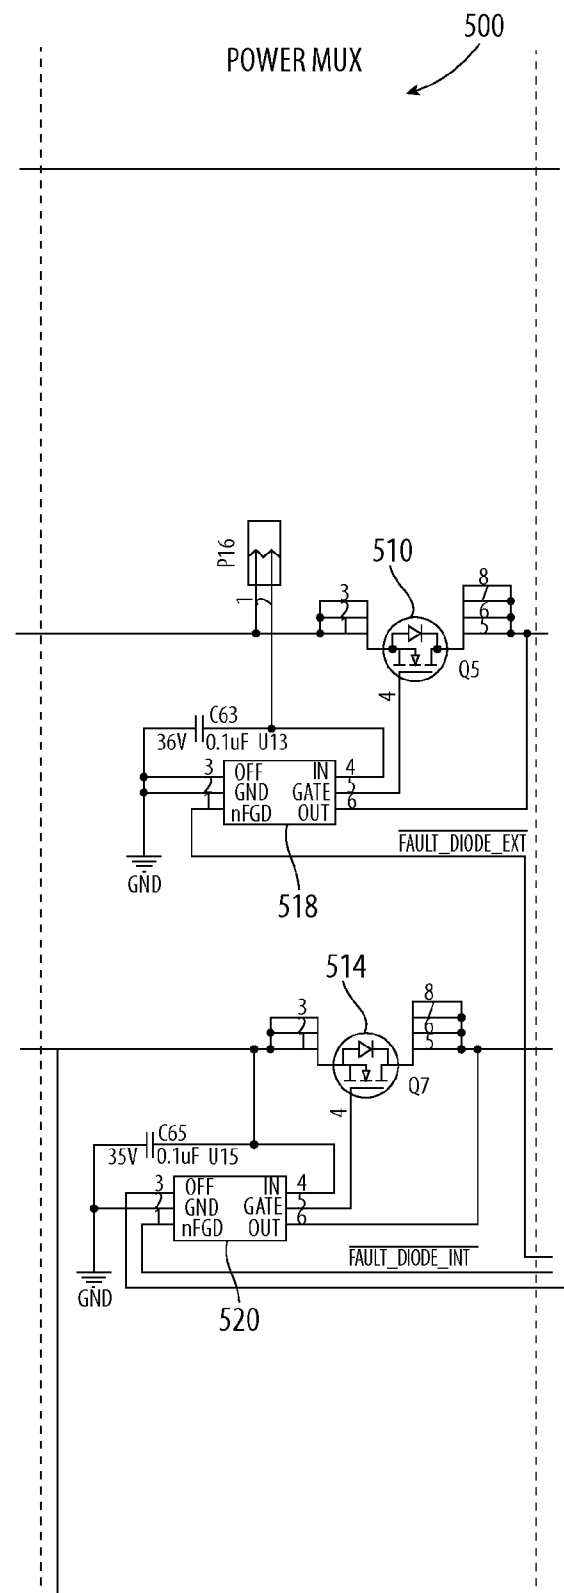 500
POWER MUX
P16
1
2
510
3
2
1
8
7
6
5
Q5
4
C63
36V 0.1uF U13
3 OFF IN 4
2 GND GATE 5
1 nFGD OUT 6
GND
FAULT_DIODE_EXT
518
514
3
2
1
8
7
6
5
Q7
4
C65
35V 0.1uF U15
3 OFF IN 4
2 GND GATE 5
1 nFGD OUT 6
FAULT_DIODE_INT
GND
520